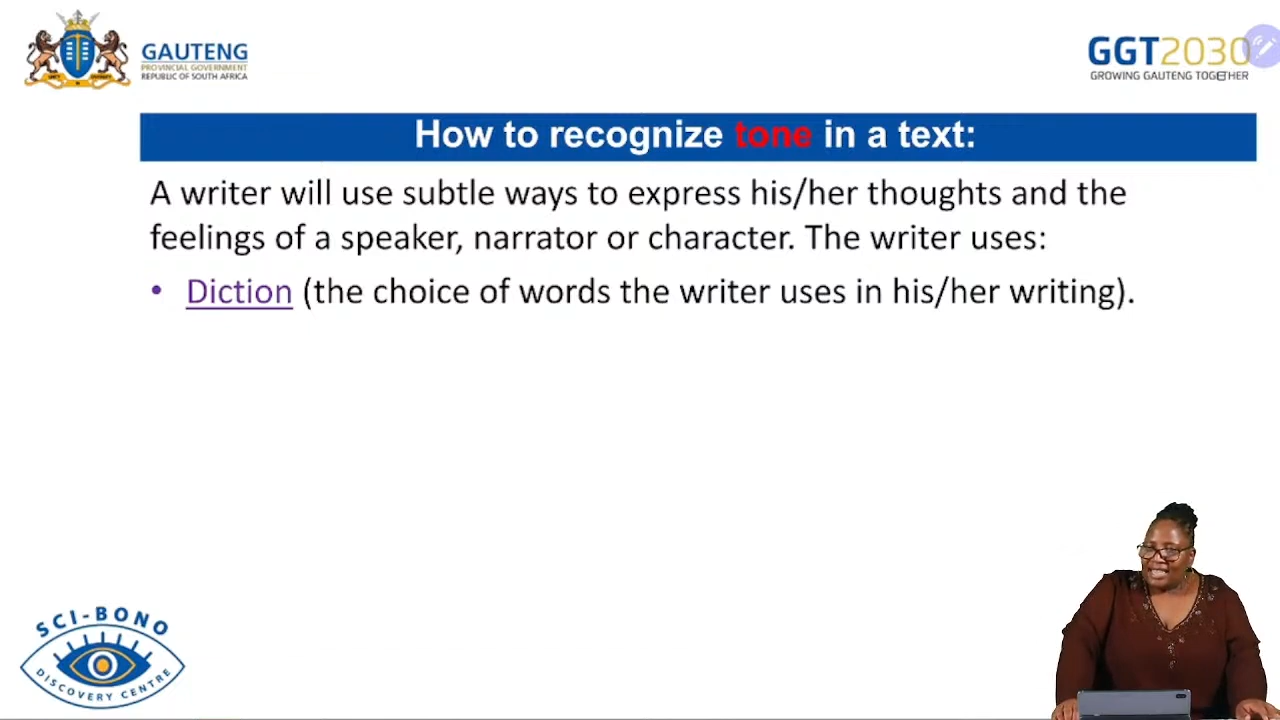 GAUTENG
PROVINCIAL GOVERNMENT
REPUBLIC OF SOUTH AFRICA
GGT2030
GROWING GAUTENG TOGETHER
How to recognize tone in a text:
A writer will use subtle ways to express his/her thoughts and the
feelings of a speaker, narrator or character. The writer uses:
• Diction (the choice of words the writer uses in his/her writing).
SCI-BONO
DISCOVERY CENTRE